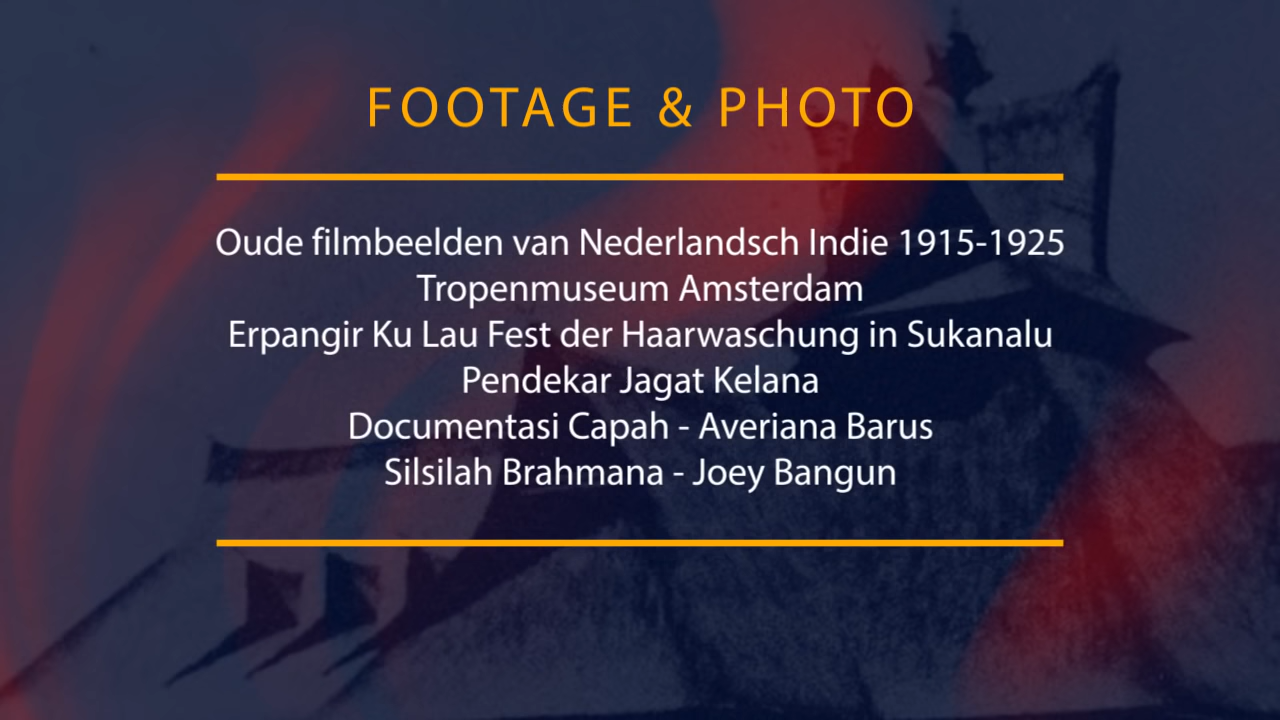 FOOTAGE & PHOTO
Oude filmbeelden van Nederlandsch Indie 1915-1925
Tropenmuseum Amsterdam
Erpangir Ku Lau Fest der Haarwaschung in Sukanalu
Pendekar Jagat Kelana
Documentasi Capah - Averiana Barus
Silsilah Brahmana - Joey Bangun